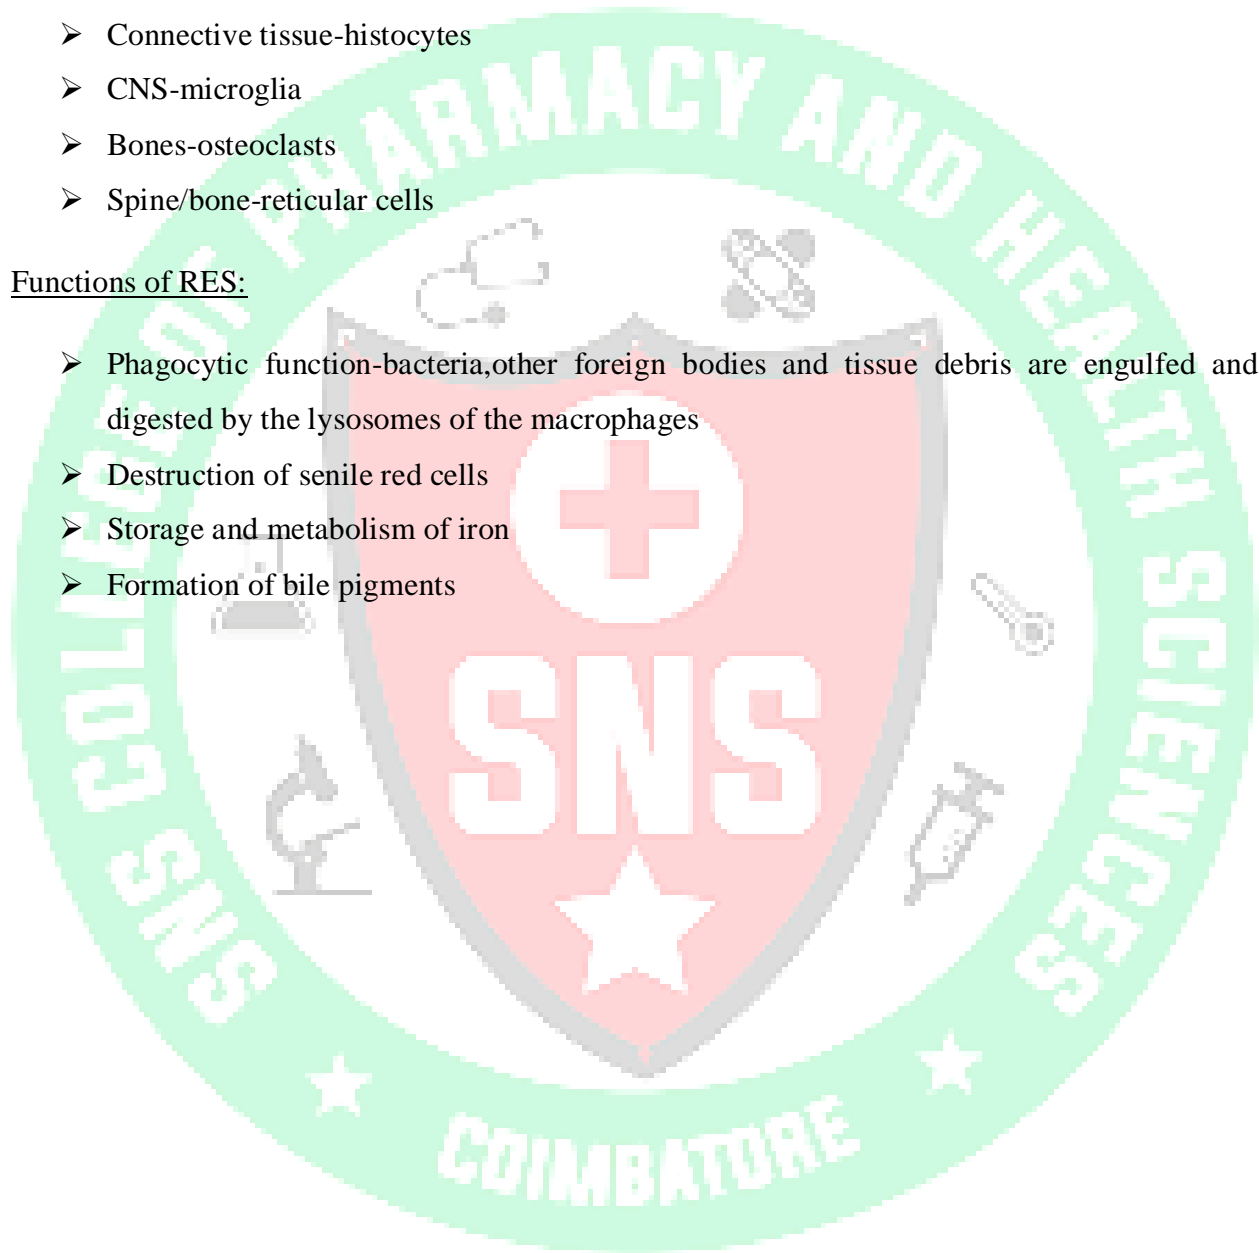 ➢ Connective tissue-histocytes
➢ CNS-microglia
➢ Bones-osteoclasts
➢ Spine/bone-reticular cells
Functions of RES:
➢ Phagocytic function-bacteria,other foreign bodies and tissue debris are engulfed and
digested by the lysosomes of the macrophages
➢ Destruction of senile red cells
➢ Storage and metabolism of iron
➢ Formation of bile pigments
SNS COLLEGE OF PHARMACY AND HEALTH SCIENCES
SNS
COIMBATORE